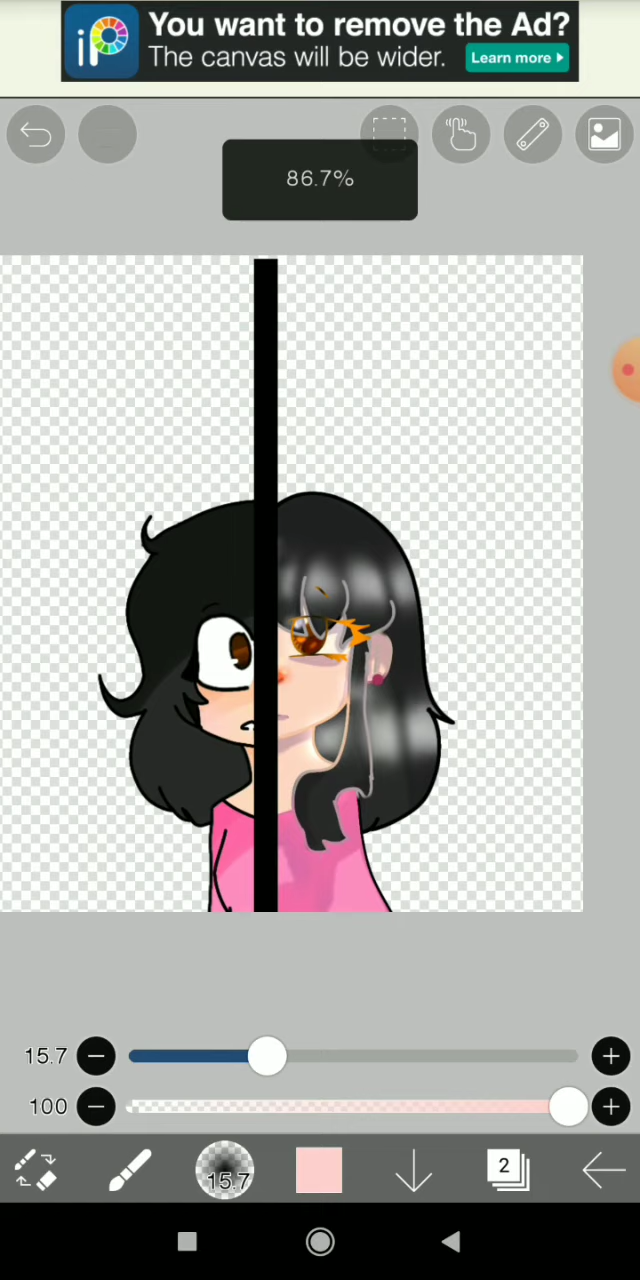 iP
You want to remove the Ad?
The canvas will be wider.
Learn more
86.7%
15.7
100
15.7
2